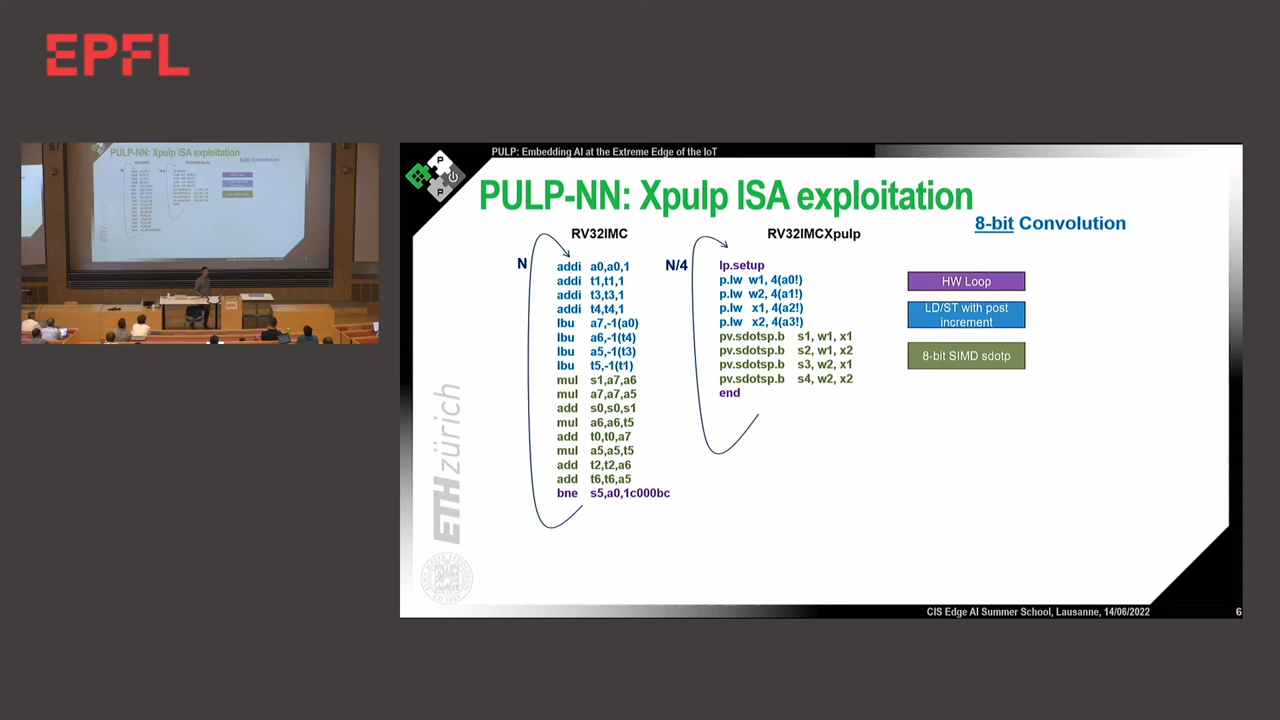 EPFL
PULP: Embedding AI at the Extreme Edge of the IoT
P
P
PULP-NN: Xpulp ISA exploitation
8-bit Convolution
RV32IMC
N
addi a0,a0,1
addi t1,t1,1
addi t3,t3,1
addi t4,t4,1
lbu a7,-1(a0)
lbu a6,-1(t4)
lbu a5,-1(t3)
lbu t5,-1(t1)
mul s1,a7,a6
mul a7,a7,a5
add s0,s0,s1
mul a6,a6,t5
add t0,t0,a7
mul a5,a5,t5
add t2,t2,a6
add t6,t6,a5
bne s5,a0,1c000bc
RV32IMCXpulp
N/4
lp.setup
p.lw w1, 4(a0!)
p.lw w2, 4(a1!)
p.lw x1, 4(a2!)
p.lw x2, 4(a3!)
pv.sdotsp.b s1, w1, x1
pv.sdotsp.b s2, w1, x2
pv.sdotsp.b s3, w2, x1
pv.sdotsp.b s4, w2, x2
end
HW Loop
LD/ST with post
increment
8-bit SIMD sdotp
ETH zürich
CIS Edge AI Summer School, Lausanne, 14/06/2022
6
PULP-NN: Xpulp ISA exploitation
8-bit Convolution